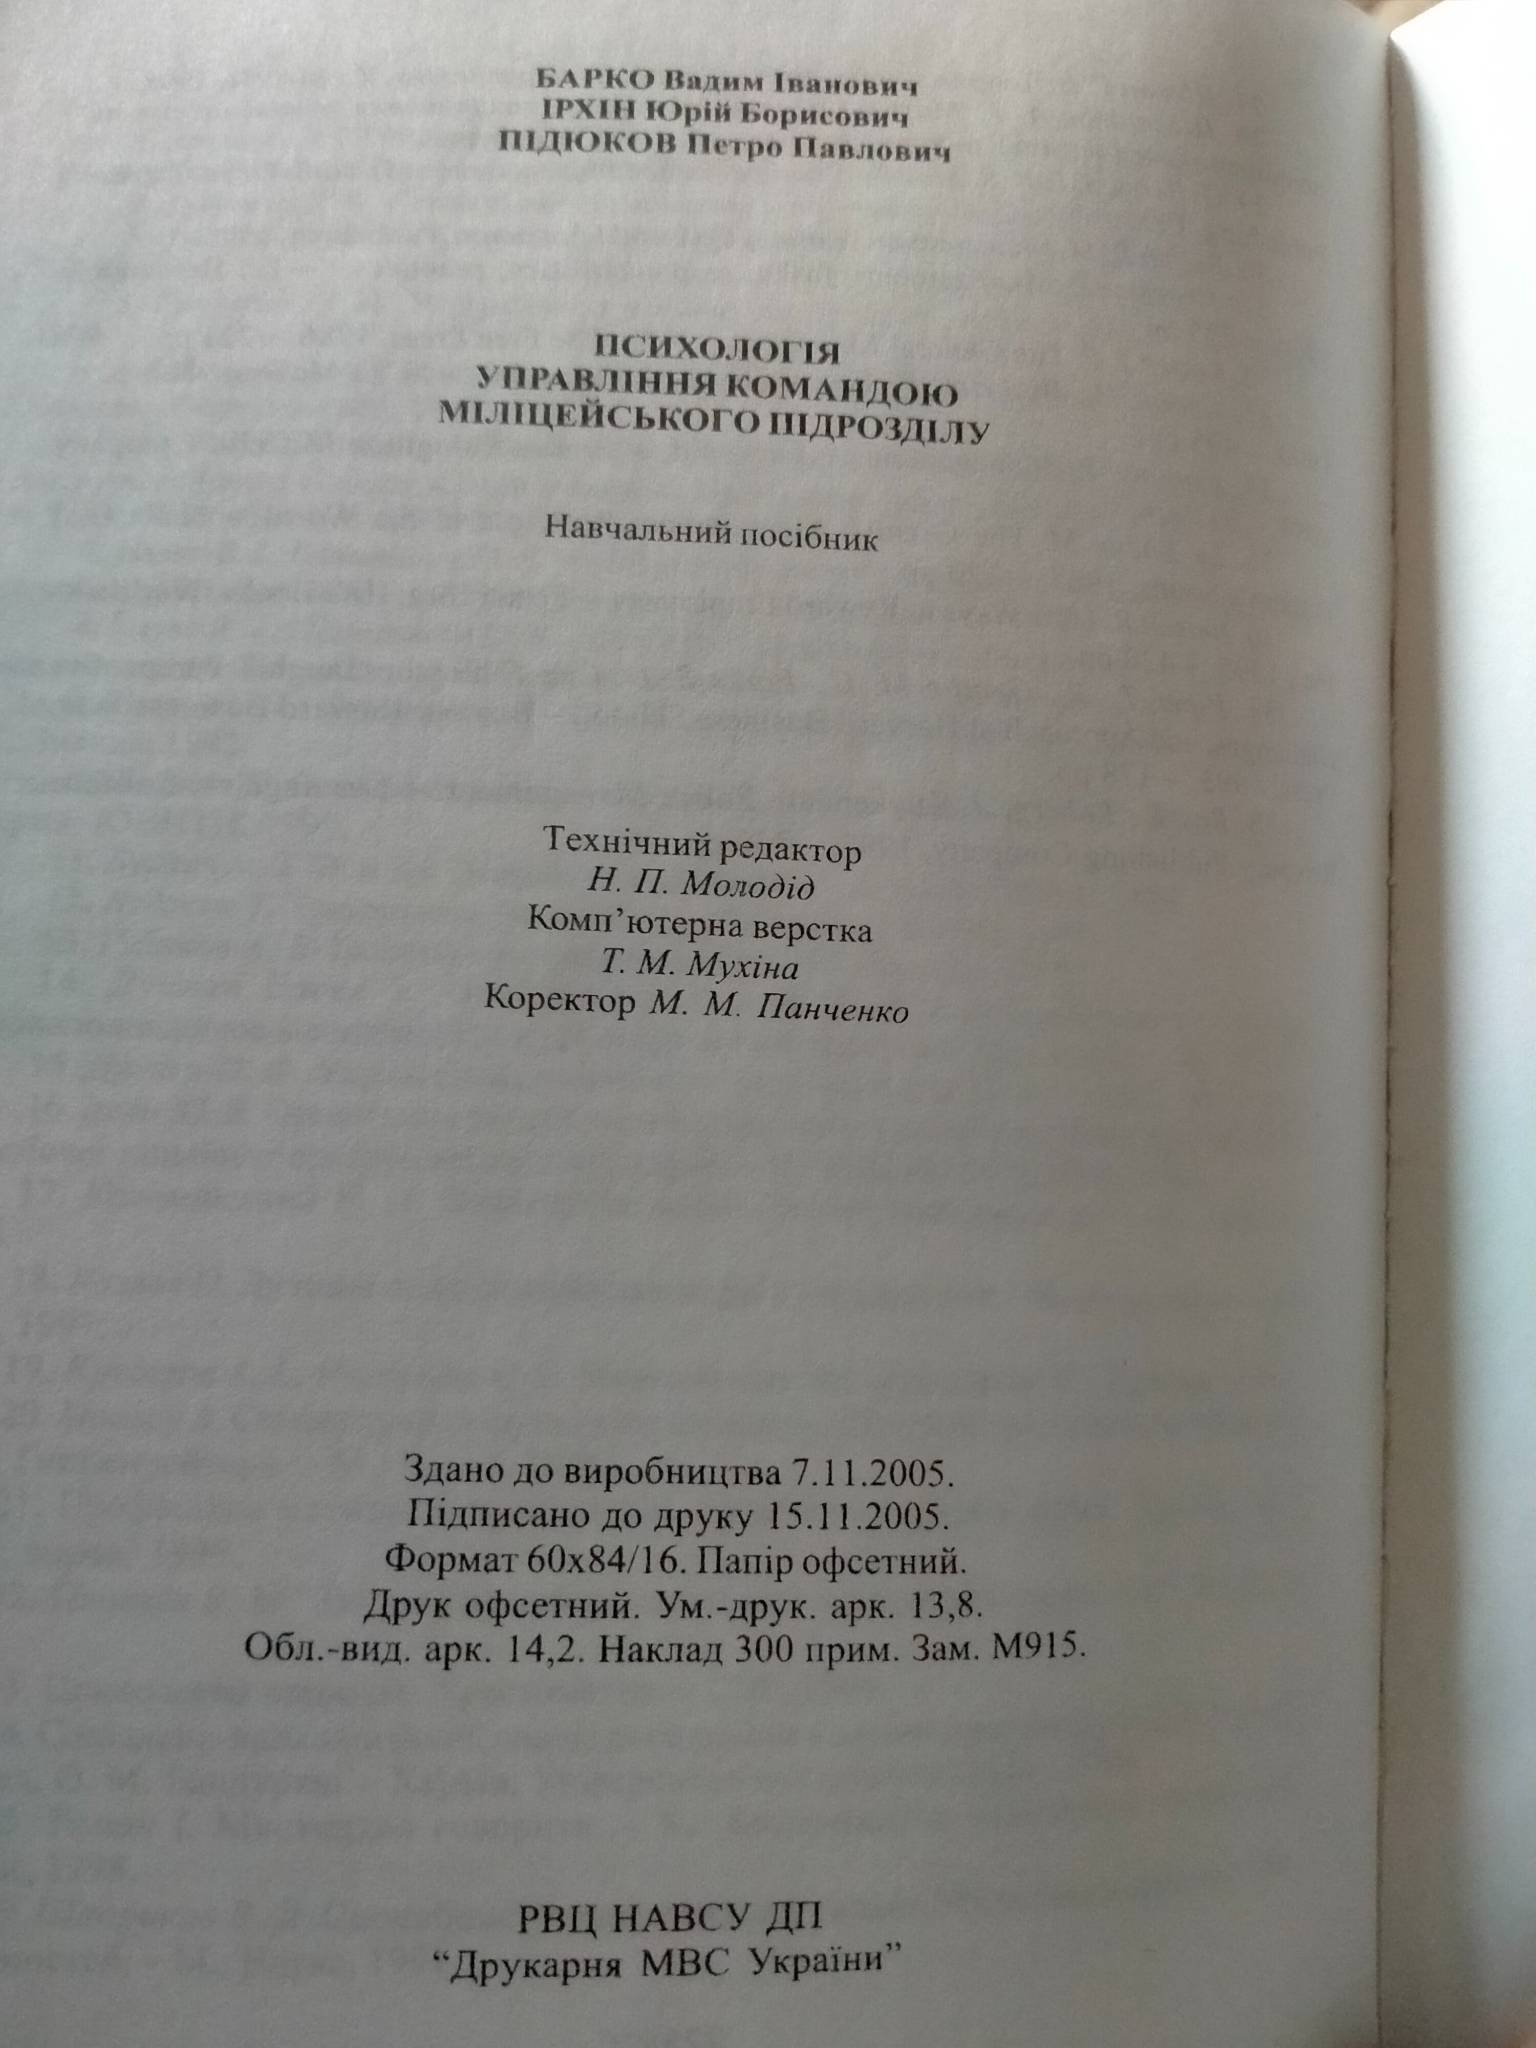 БАРКО Вадим Іванович
ІРХІН Юрій Борисович
ПІДЮКОВ Петро Павлович
ПСИХОЛОГІЯ
УПРАВЛІННЯ КОМАНДОЮ
МІЛІЦЕЙСЬКОГО ПІДРОЗДІЛУ
Навчальний посібник
Технічний редактор
Н. П. Молодід
Комп’ютерна верстка
Т. М. Мухіна
Коректор М. М. Панченко
Здано до виробництва 7.11.2005.
Підписано до друку 15.11.2005.
Формат 60х84/16. Папір офсетний.
Друк офсетний. Ум.-друк. арк. 13,8.
Обл.-вид. арк. 14,2. Наклад 300 прим. Зам. М915.
РВЦ НАВСУ ДП
“Друкарня МВС України”